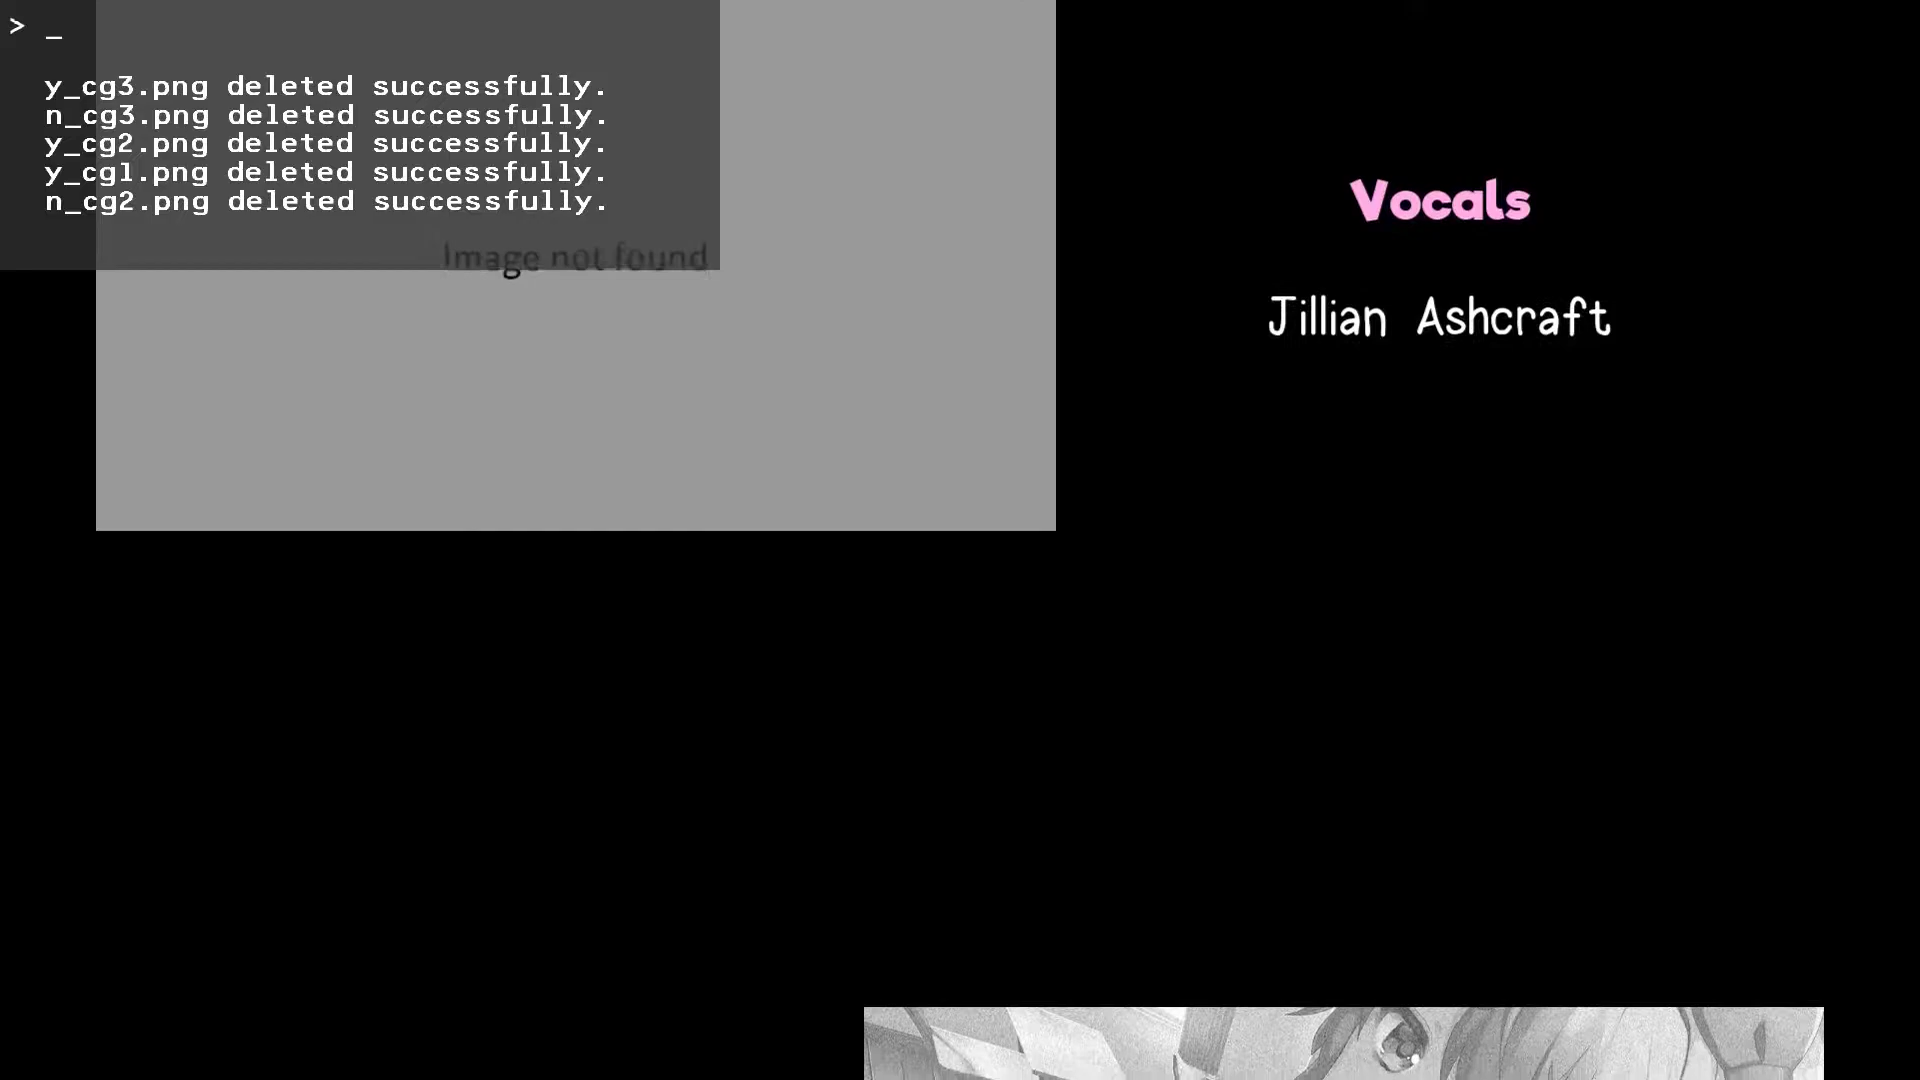 > _
y_cg3.png deleted successfully.
n_cg3.png deleted successfully.
y_cg2.png deleted successfully.
y_cg1.png deleted successfully.
n_cg2.png deleted successfully.
Image not found
Vocals
Jillian Ashcraft